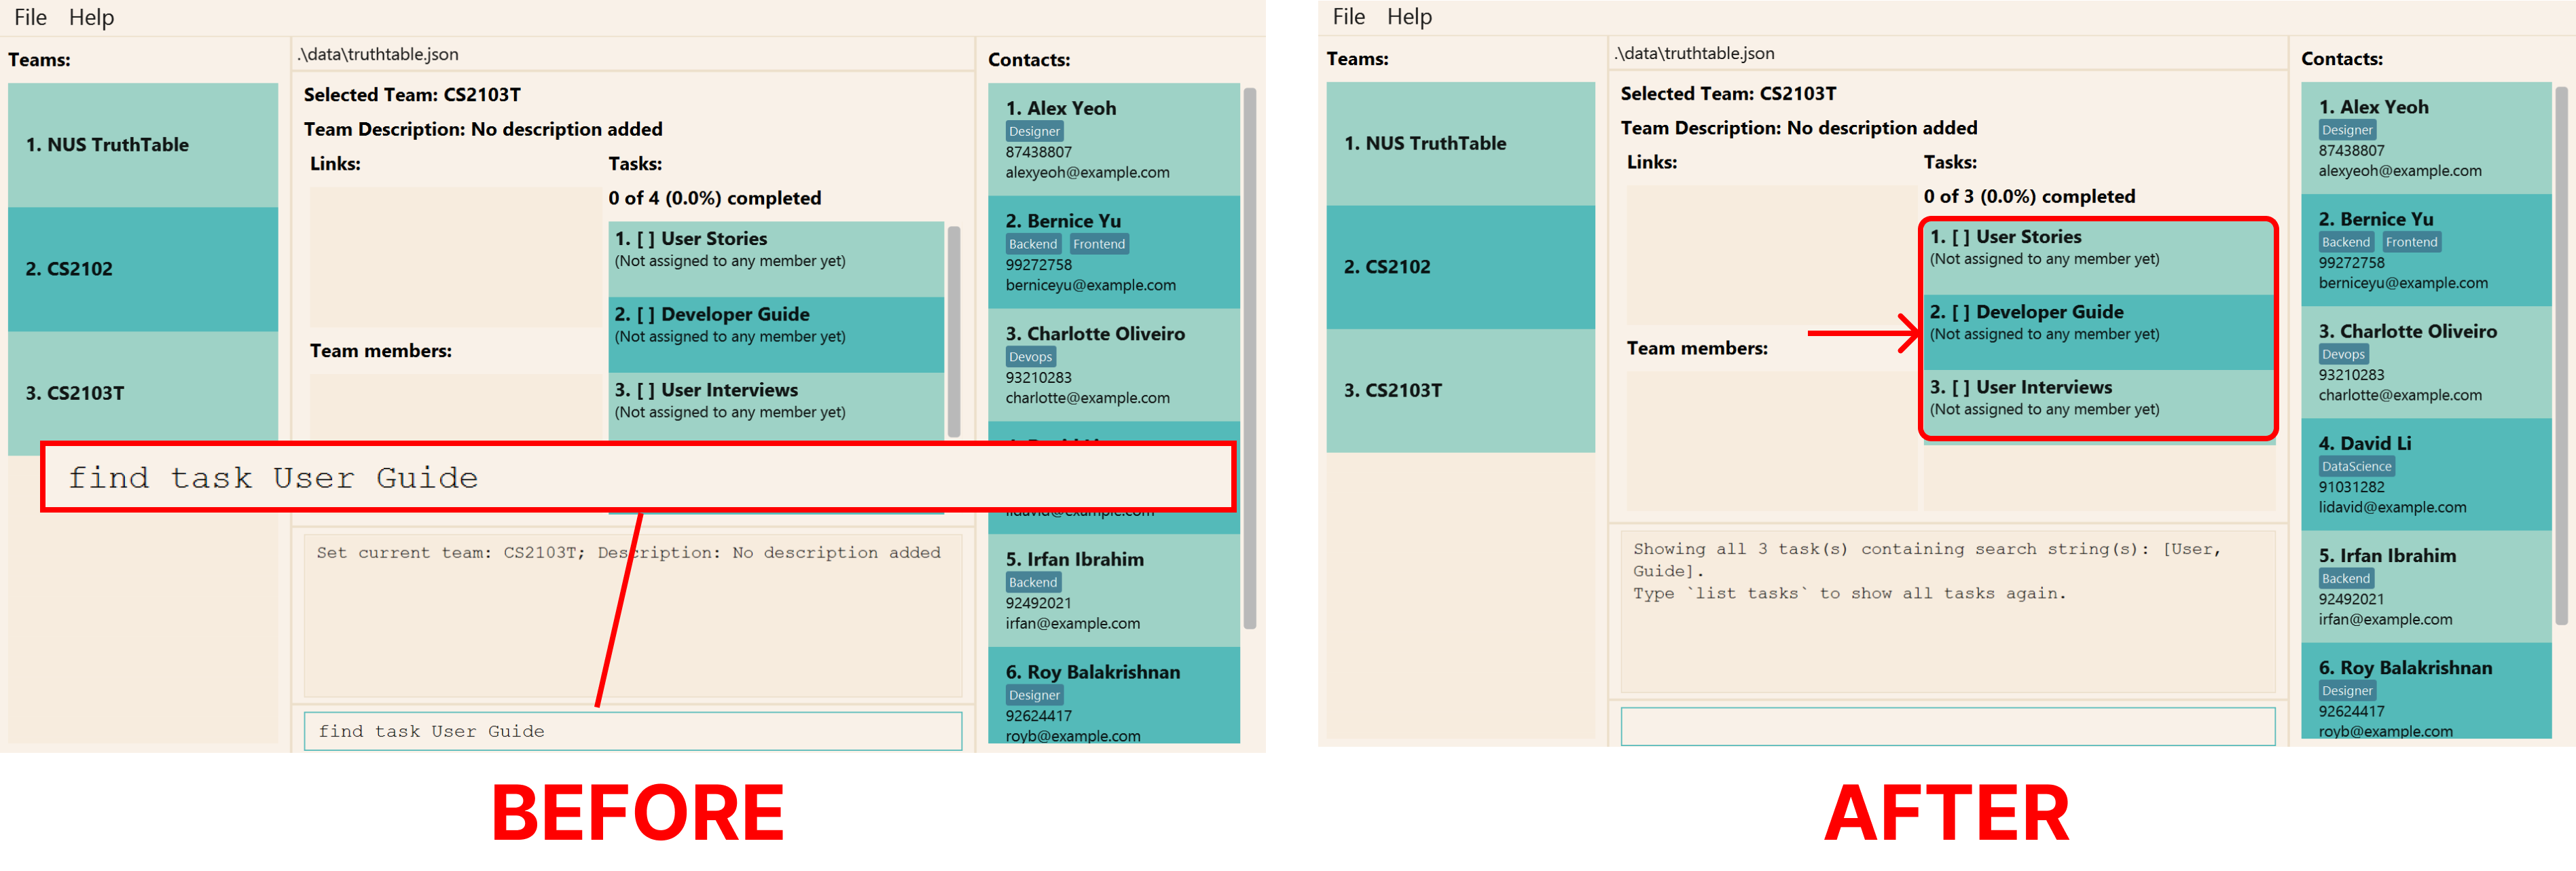 File Help
Teams:
1. NUS TruthTable
2. CS2102
3. CS2103T
.\data\truthtable.json
Selected Team: CS2103T
Team Description: No description added
Links:
Team members:
Tasks:
0 of 4 (0.0%) completed
1. [ ] User Stories
(Not assigned to any member yet)
2. [ ] Developer Guide
(Not assigned to any member yet)
3. [ ] User Interviews
(Not assigned to any member yet)
find task User Guide
Set current team: CS2103T; Description: No description added
find task User Guide
Contacts:
1. Alex Yeoh
Designer
87438807
alexyeoh@example.com
2. Bernice Yu
Backend Frontend
99272758
berniceyu@example.com
3. Charlotte Oliveiro
Devops
93210283
charlotte@example.com
lidavid@example.com
5. Irfan Ibrahim
Backend
92492021
irfan@example.com
6. Roy Balakrishnan
Designer
92624417
royb@example.com
BEFORE
File Help
Teams:
1. NUS TruthTable
2. CS2102
3. CS2103T
.\data\truthtable.json
Selected Team: CS2103T
Team Description: No description added
Links:
Team members:
Tasks:
0 of 3 (0.0%) completed
1. [ ] User Stories
(Not assigned to any member yet)
2. [ ] Developer Guide
(Not assigned to any member yet)
3. [ ] User Interviews
(Not assigned to any member yet)
Showing all 3 task(s) containing search string(s): [User,
Guide].
Type `list tasks` to show all tasks again.
Contacts:
1. Alex Yeoh
Designer
87438807
alexyeoh@example.com
2. Bernice Yu
Backend Frontend
99272758
berniceyu@example.com
3. Charlotte Oliveiro
Devops
93210283
charlotte@example.com
4. David Li
DataScience
91031282
lidavid@example.com
5. Irfan Ibrahim
Backend
92492021
irfan@example.com
6. Roy Balakrishnan
Designer
92624417
royb@example.com
AFTER